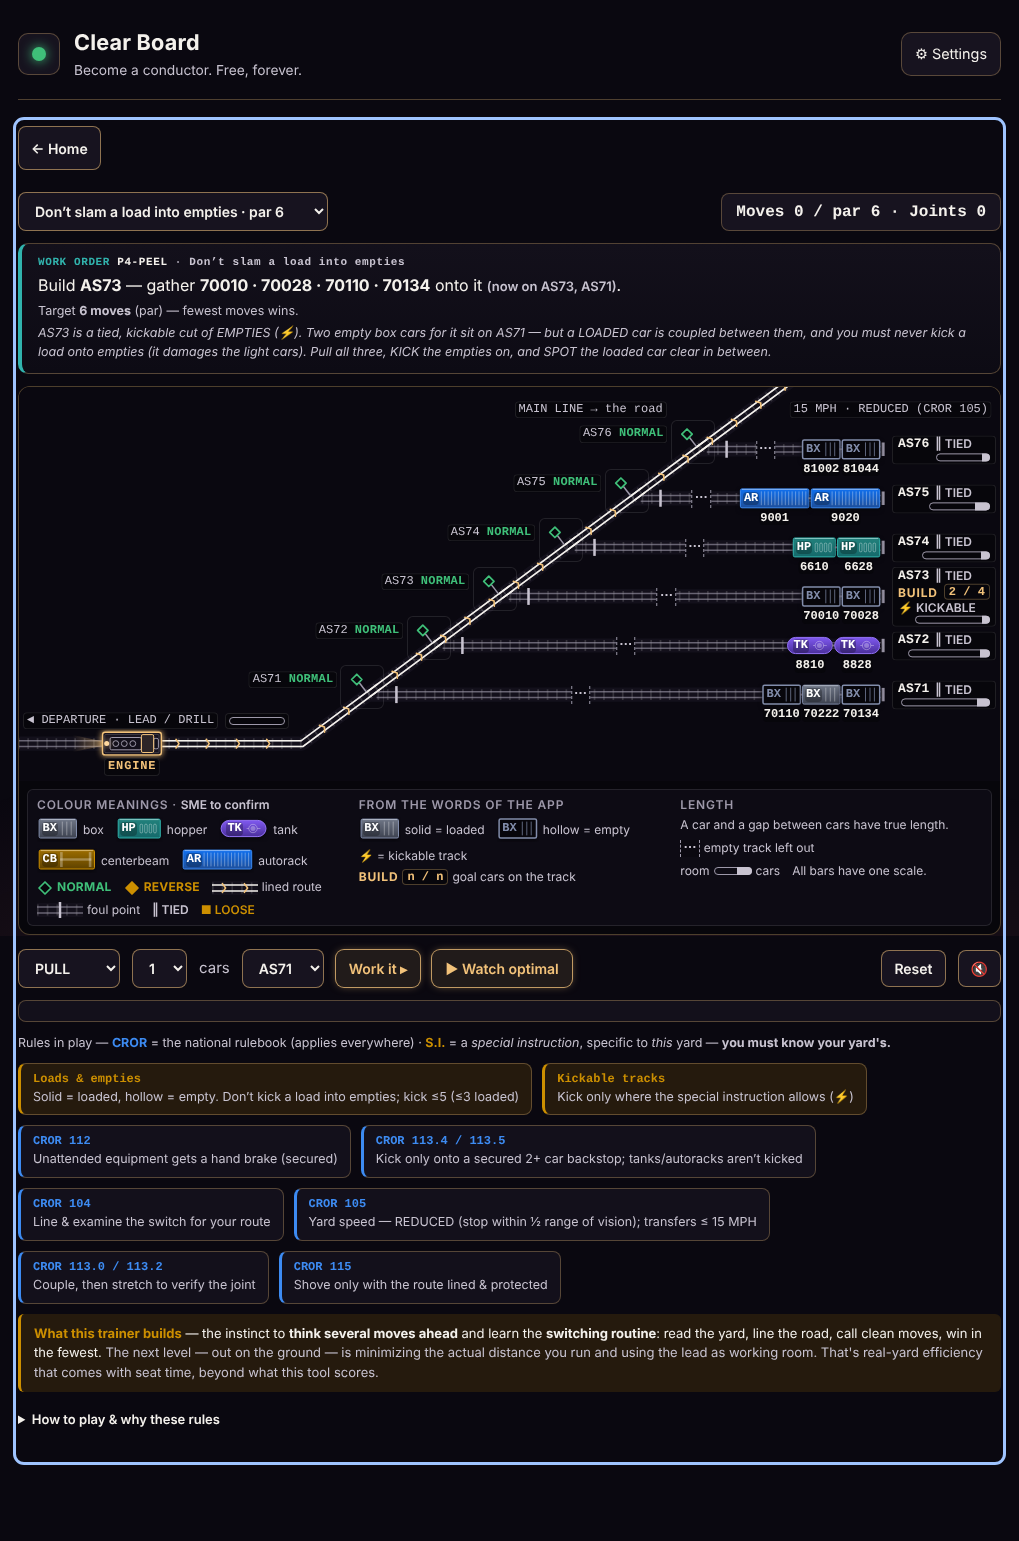 Clear Board
Become a conductor. Free, forever.
⚙ Settings
← Home
Don't slam a load into empties · par 6
Moves 0 / par 6 · Joints 0
WORK ORDER P4-PEEL · Don't slam a load into empties
Build AS73 — gather 70010 · 70028 · 70110 · 70134 onto it (now on AS73, AS71).
Target 6 moves (par) — fewest moves wins.
AS73 is a tied, kickable cut of EMPTIES (⚡). Two empty box cars for it sit on AS71 — but a LOADED car is coupled between them, and you must never kick a
load onto empties (it damages the light cars). Pull all three, KICK the empties on, and SPOT the loaded car clear in between.
MAIN LINE → the road
15 MPH · REDUCED (CROR 105)
AS76 NORMAL
BX BX
81002 81044
AS76 ‖ TIED
AS75 NORMAL
AR AR
9001 9020
AS75 ‖ TIED
AS74 NORMAL
HP HP
6610 6628
AS74 ‖ TIED
AS73 NORMAL
BX BX
70010 70028
AS73 ‖ TIED
BUILD 2 / 4
⚡ KICKABLE
AS72 NORMAL
TK TK
8810 8828
AS72 ‖ TIED
AS71 NORMAL
BX BX BX
70110 70222 70134
AS71 ‖ TIED
◄ DEPARTURE · LEAD / DRILL
ENGINE
COLOUR MEANINGS · SME to confirm
BX box HP hopper TK tank
CB centerbeam AR autorack
NORMAL REVERSE lined route
foul point ‖ TIED LOOSE
FROM THE WORDS OF THE APP
BX solid = loaded BX hollow = empty
⚡ = kickable track
BUILD n / n goal cars on the track
LENGTH
A car and a gap between cars have true length.
··· empty track left out
room cars All bars have one scale.
PULL 1 cars AS71 Work it ▸ ▶ Watch optimal Reset 🔇
Rules in play — CROR = the national rulebook (applies everywhere) · S.I. = a special instruction, specific to this yard — you must know your yard's.
Loads & empties
Solid = loaded, hollow = empty. Don't kick a load into empties; kick ≤5 (≤3 loaded)
Kickable tracks
Kick only where the special instruction allows (⚡)
CROR 112
Unattended equipment gets a hand brake (secured)
CROR 113.4 / 113.5
Kick only onto a secured 2+ car backstop; tanks/autoracks aren't kicked
CROR 104
Line & examine the switch for your route
CROR 105
Yard speed — REDUCED (stop within ½ range of vision); transfers ≤ 15 MPH
CROR 113.0 / 113.2
Couple, then stretch to verify the joint
CROR 115
Shove only with the route lined & protected
What this trainer builds — the instinct to think several moves ahead and learn the switching routine: read the yard, line the road, call clean moves, win in
the fewest. The next level — out on the ground — is minimizing the actual distance you run and using the lead as working room. That's real-yard efficiency
that comes with seat time, beyond what this tool scores.
▶ How to play & why these rules